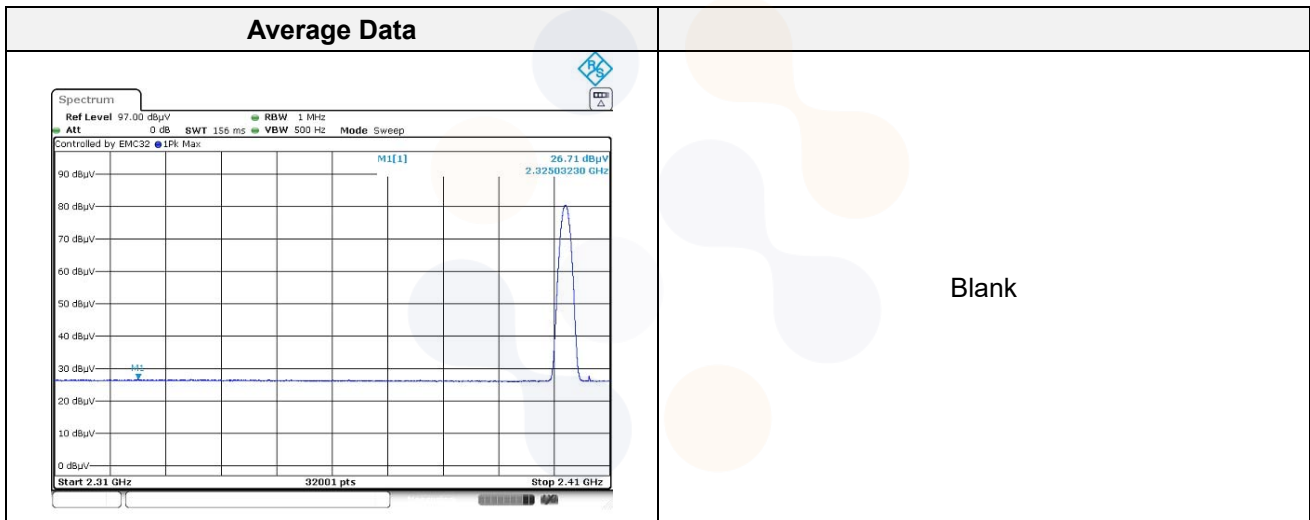 Average Data
R&S
Spectrum
Ref Level 97.00 dBµV RBW 1 MHz
Att 0 dB SWT 156 ms VBW 500 Hz Mode Sweep
Controlled by EMC32 1Pk Max
M1[1] 26.71 dBµV
2.32503230 GHz
90 dBµV
80 dBµV
70 dBµV
60 dBµV
50 dBµV
40 dBµV
30 dBµV
M1
20 dBµV
10 dBµV
0 dBµV
Start 2.31 GHz 32001 pts Stop 2.41 GHz
Blank